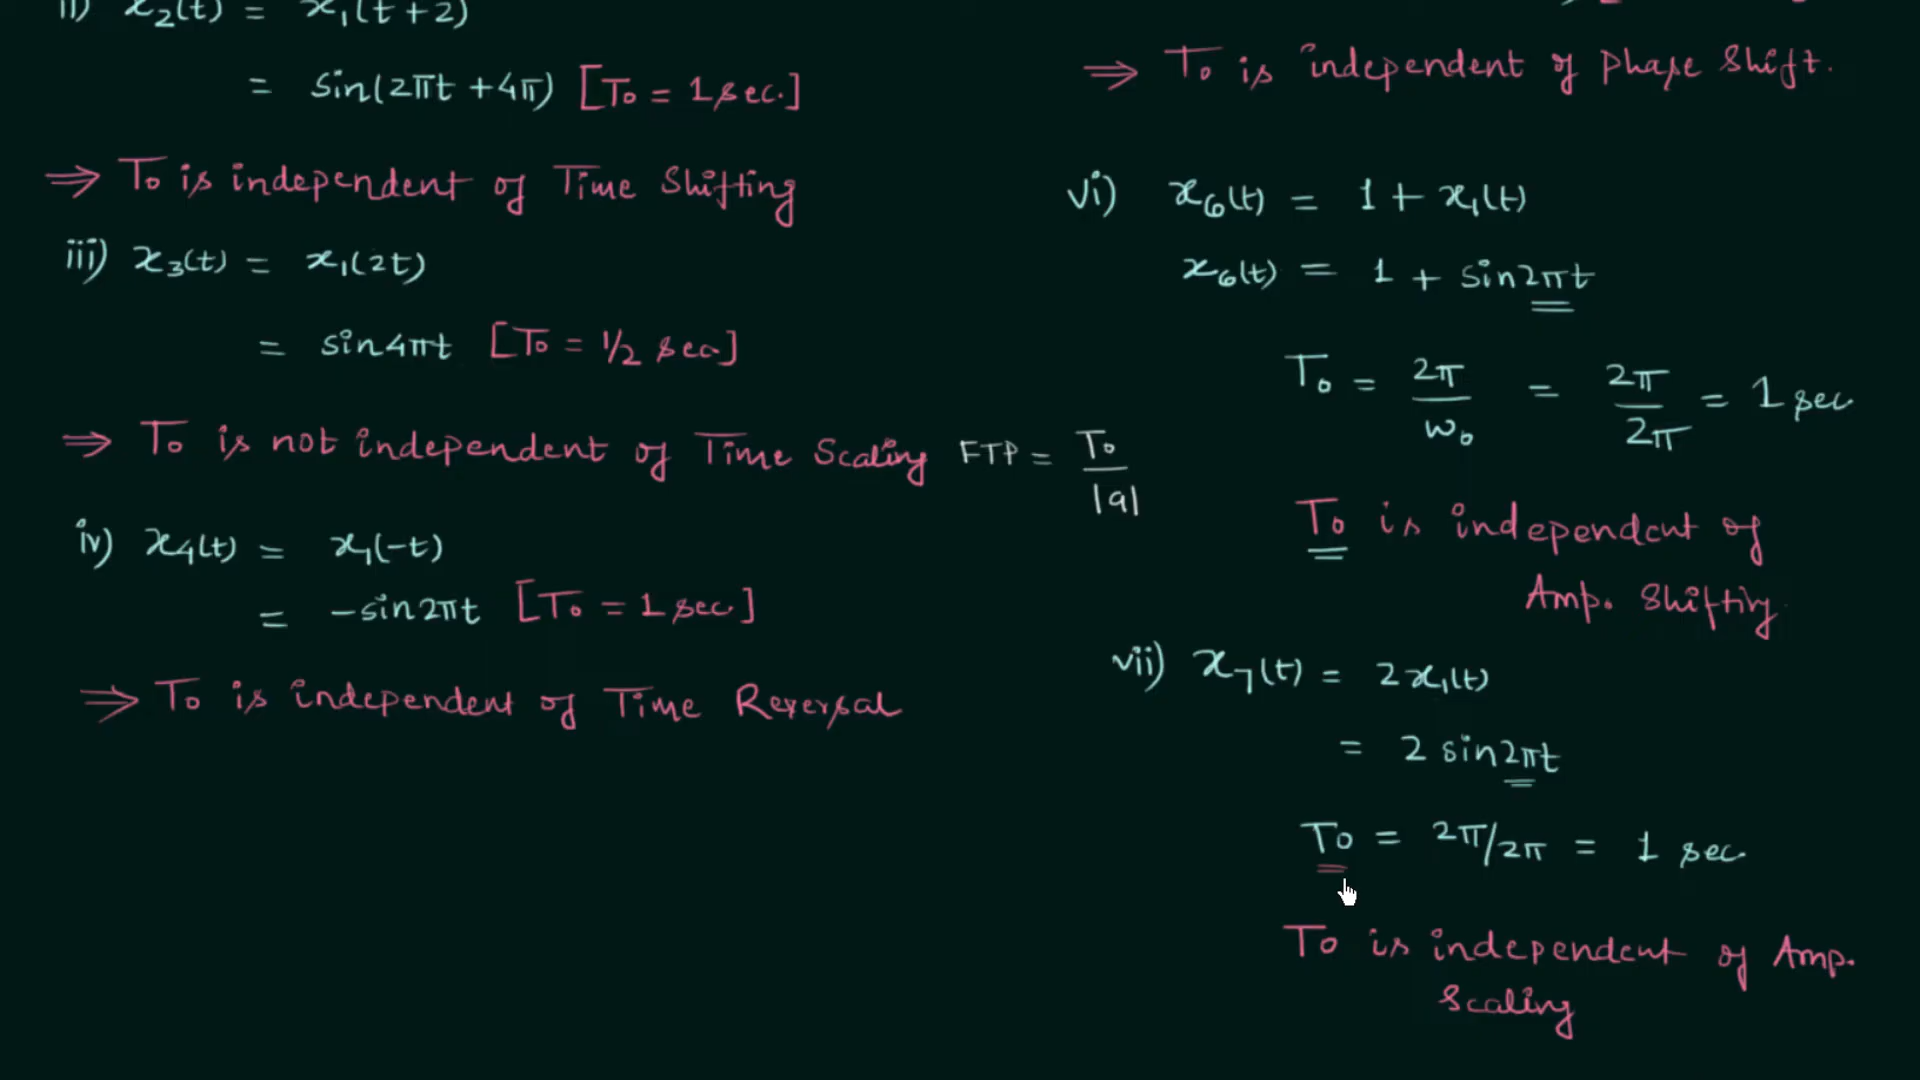 ii) x₂(t) = x₁(t+2)
= sin(2πt +4π) [To = 1 sec.]
⇒ To is independent of Time Shifting
iii) x₃(t) = x₁(2t)
= sin4πt [To = 1/2 sec]
⇒ To is not independent of Time Scaling FTP = To/|a|
iv) x₄(t) = x₁(-t)
= -sin2πt [To = 1 sec]
⇒ To is independent of Time Reversal
⇒ To is independent of Phase Shift.
vi) x₆(t) = 1 + x₁(t)
x₆(t) = 1 + sin2πt
T₀ = 2π/ω₀ = 2π/2π = 1 sec
To is independent of
Amp. Shifting
vii) x₇(t) = 2x₁(t)
= 2 sin2πt
To = 2π/2π = 1 sec
To is independent of Amp.
Scaling